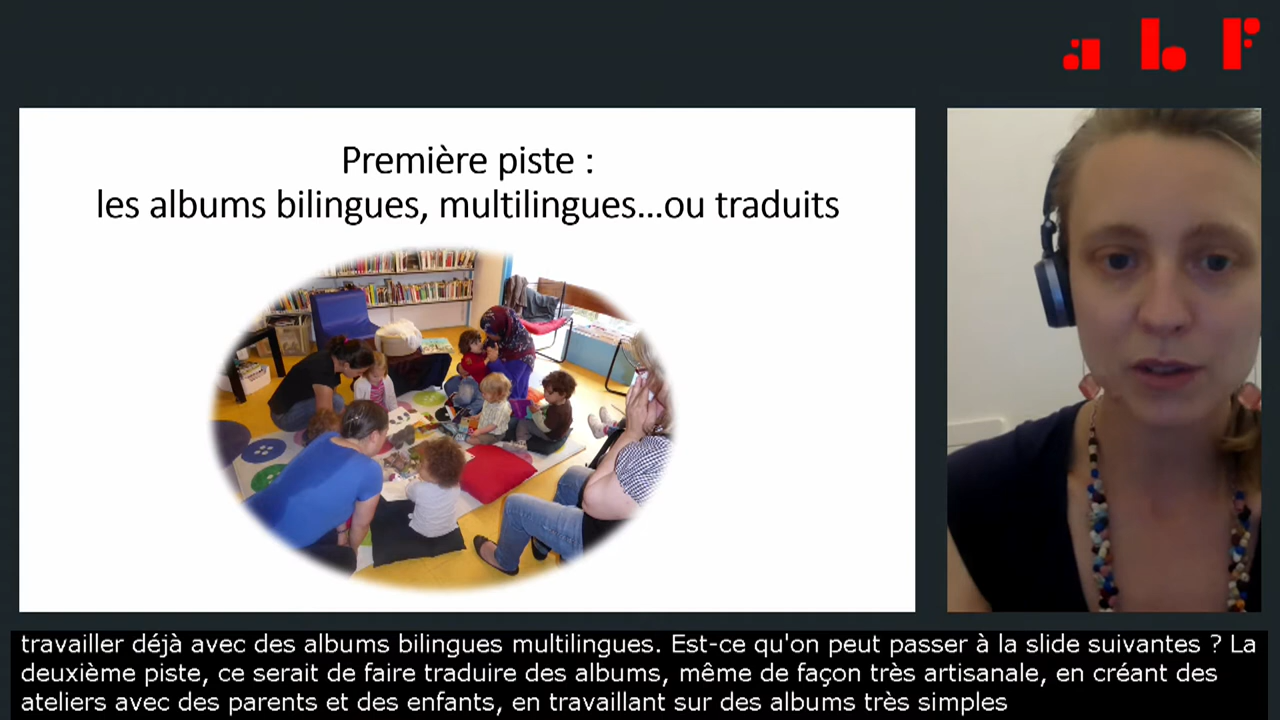 abF
Première piste :
les albums bilingues, multilingues...ou traduits
travailler déjà avec des albums bilingues multilingues. Est-ce qu'on peut passer à la slide suivantes ? La
deuxième piste, ce serait de faire traduire des albums, même de façon très artisanale, en créant des
ateliers avec des parents et des enfants, en travaillant sur des albums très simples